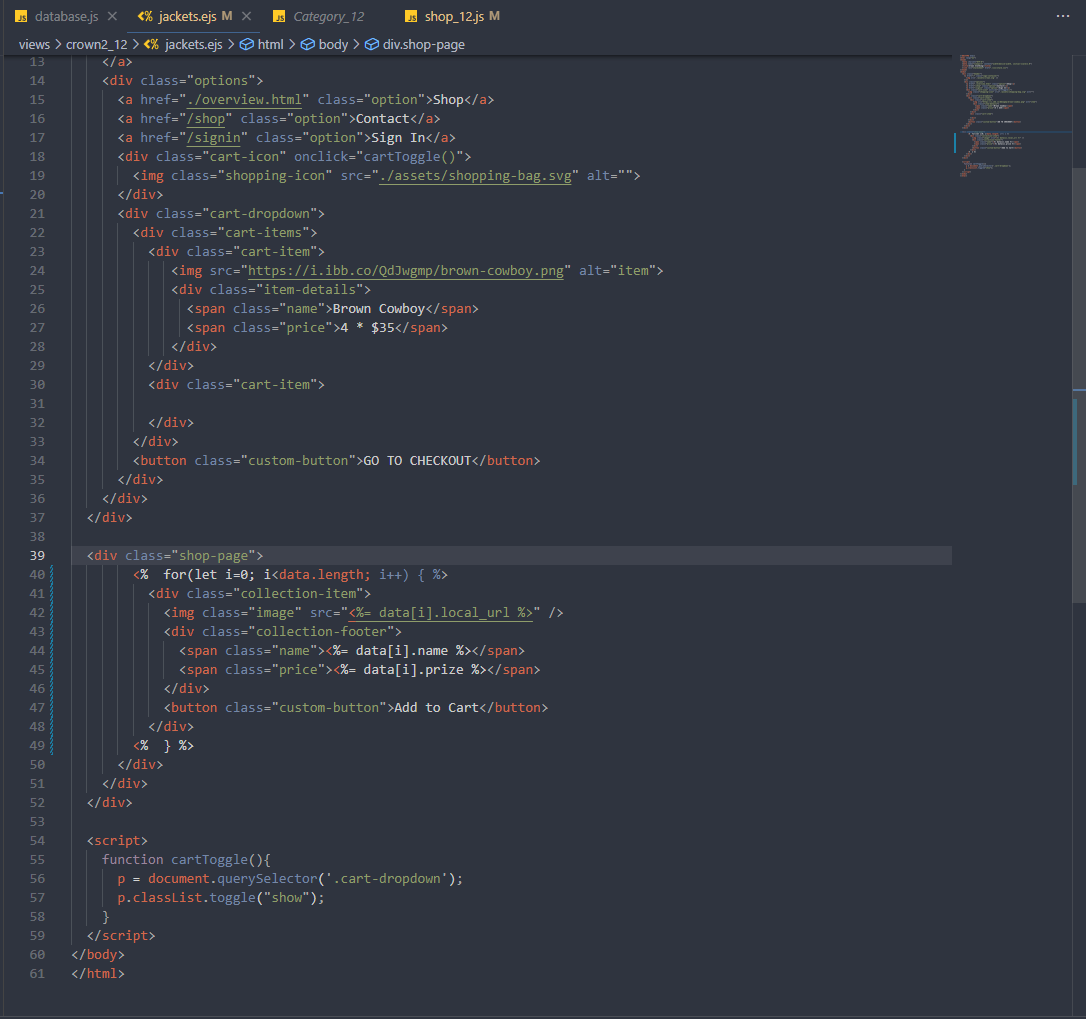 JS database.js × <% jackets.ejs M × JS Category_12 JS shop_12.js M ···
views > crown2_12 > <% jackets.ejs > html > body > div.shop-page
13 </a>
14 <div class="options">
15 <a href="./overview.html" class="option">Shop</a>
16 <a href="/shop" class="option">Contact</a>
17 <a href="/signin" class="option">Sign In</a>
18 <div class="cart-icon" onclick="cartToggle()">
19 <img class="shopping-icon" src="./assets/shopping-bag.svg" alt="">
20 </div>
21 <div class="cart-dropdown">
22 <div class="cart-items">
23 <div class="cart-item">
24 <img src="https://i.ibb.co/QdJwgmp/brown-cowboy.png" alt="item">
25 <div class="item-details">
26 <span class="name">Brown Cowboy</span>
27 <span class="price">4 * $35</span>
28 </div>
29 </div>
30 <div class="cart-item">
31
32 </div>
33 </div>
34 <button class="custom-button">GO TO CHECKOUT</button>
35 </div>
36 </div>
37 </div>
38
39 <div class="shop-page">
40 <%  for(let i=0; i<data.length; i++) { %>
41 <div class="collection-item">
42 <img class="image" src="<%= data[i].local_url %>" />
43 <div class="collection-footer">
44 <span class="name"><%= data[i].name %></span>
45 <span class="price"><%= data[i].prize %></span>
46 </div>
47 <button class="custom-button">Add to Cart</button>
48 </div>
49 <%  } %>
50 </div>
51 </div>
52 </div>
53
54 <script>
55 function cartToggle(){
56 p = document.querySelector('.cart-dropdown');
57 p.classList.toggle("show");
58 }
59 </script>
60 </body>
61 </html>